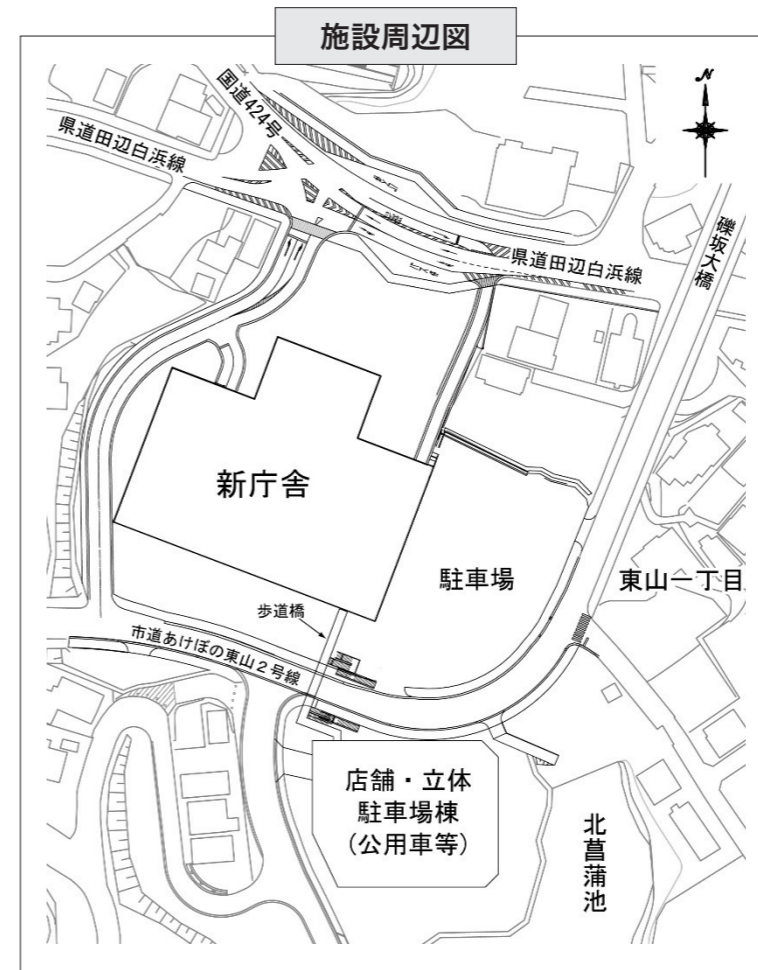 施設周辺図
国道424号
県道田辺白浜線
県道田辺白浜線
礫坂大橋
新庁舎
駐車場
東山一丁目
歩道橋
市道あけぼの東山２号線
店舗・立体
駐車場棟
(公用車等)
北菖蒲池
N